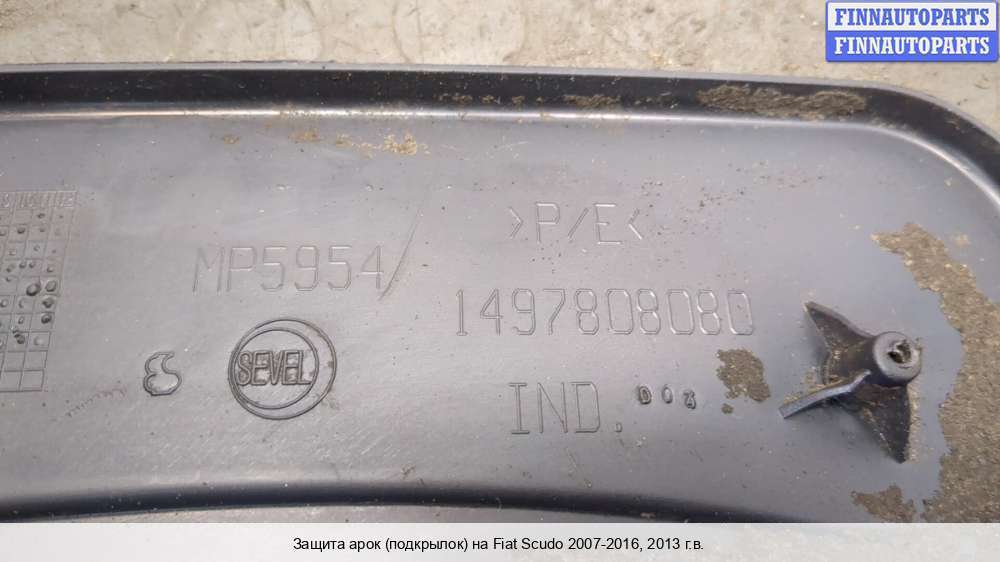 FINNAUTOPARTS
FINNAUTOPARTS
>P/E<
MP5954/
1497808080
SEVEL
IND.
Защита арок (подкрылок) на Fiat Scudo 2007-2016, 2013 г.в.